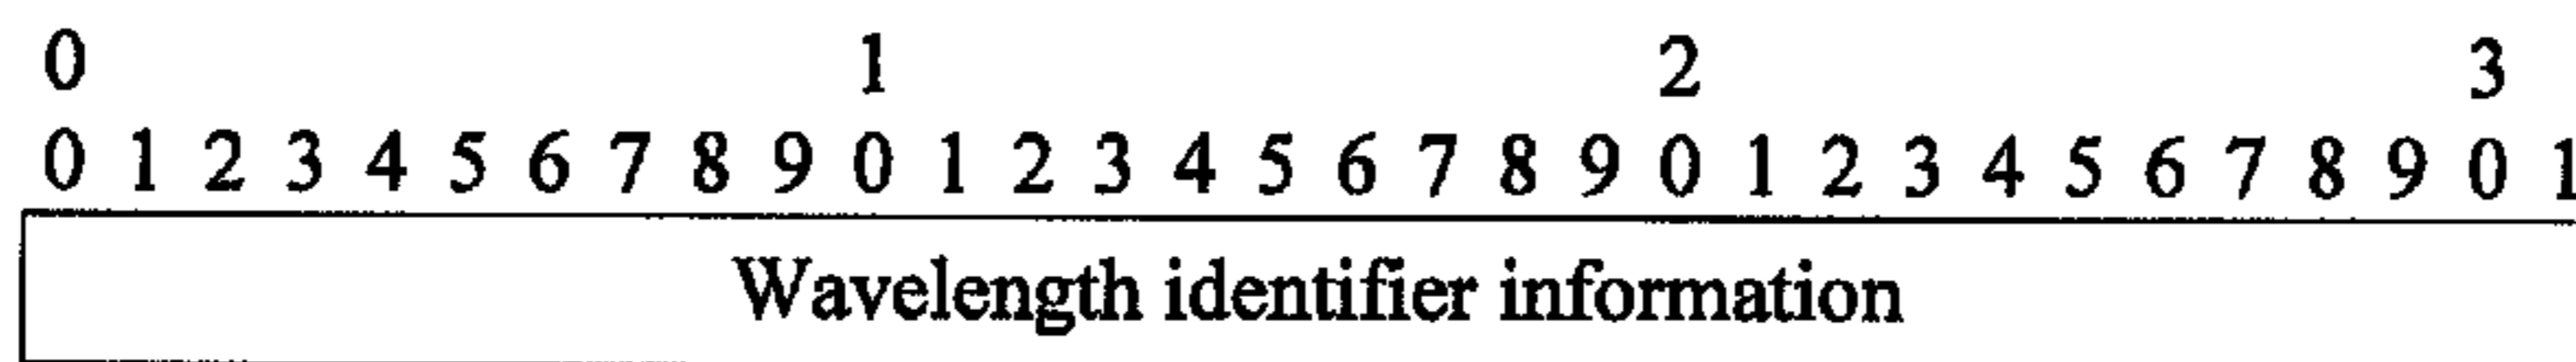 0 1 2 3
0 1 2 3 4 5 6 7 8 9 0 1 2 3 4 5 6 7 8 9 0 1 2 3 4 5 6 7 8 9 0 1
Wavelength identifier information